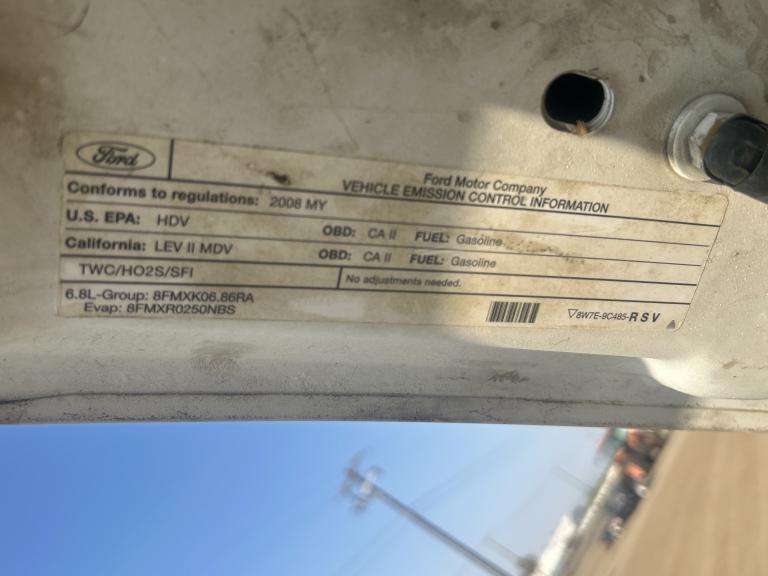 Ford
Ford Motor Company
VEHICLE EMISSION CONTROL INFORMATION
Conforms to regulations: 2008 MY
U.S. EPA: HDV OBD: CA II FUEL: Gasoline
California: LEV II MDV OBD: CA II FUEL: Gasoline
TWC/HO2S/SFI No adjustments needed.
6.8L-Group: 8FMXK06.86RA
Evap: 8FMXR0250NBS
8W7E-9C485-RSV